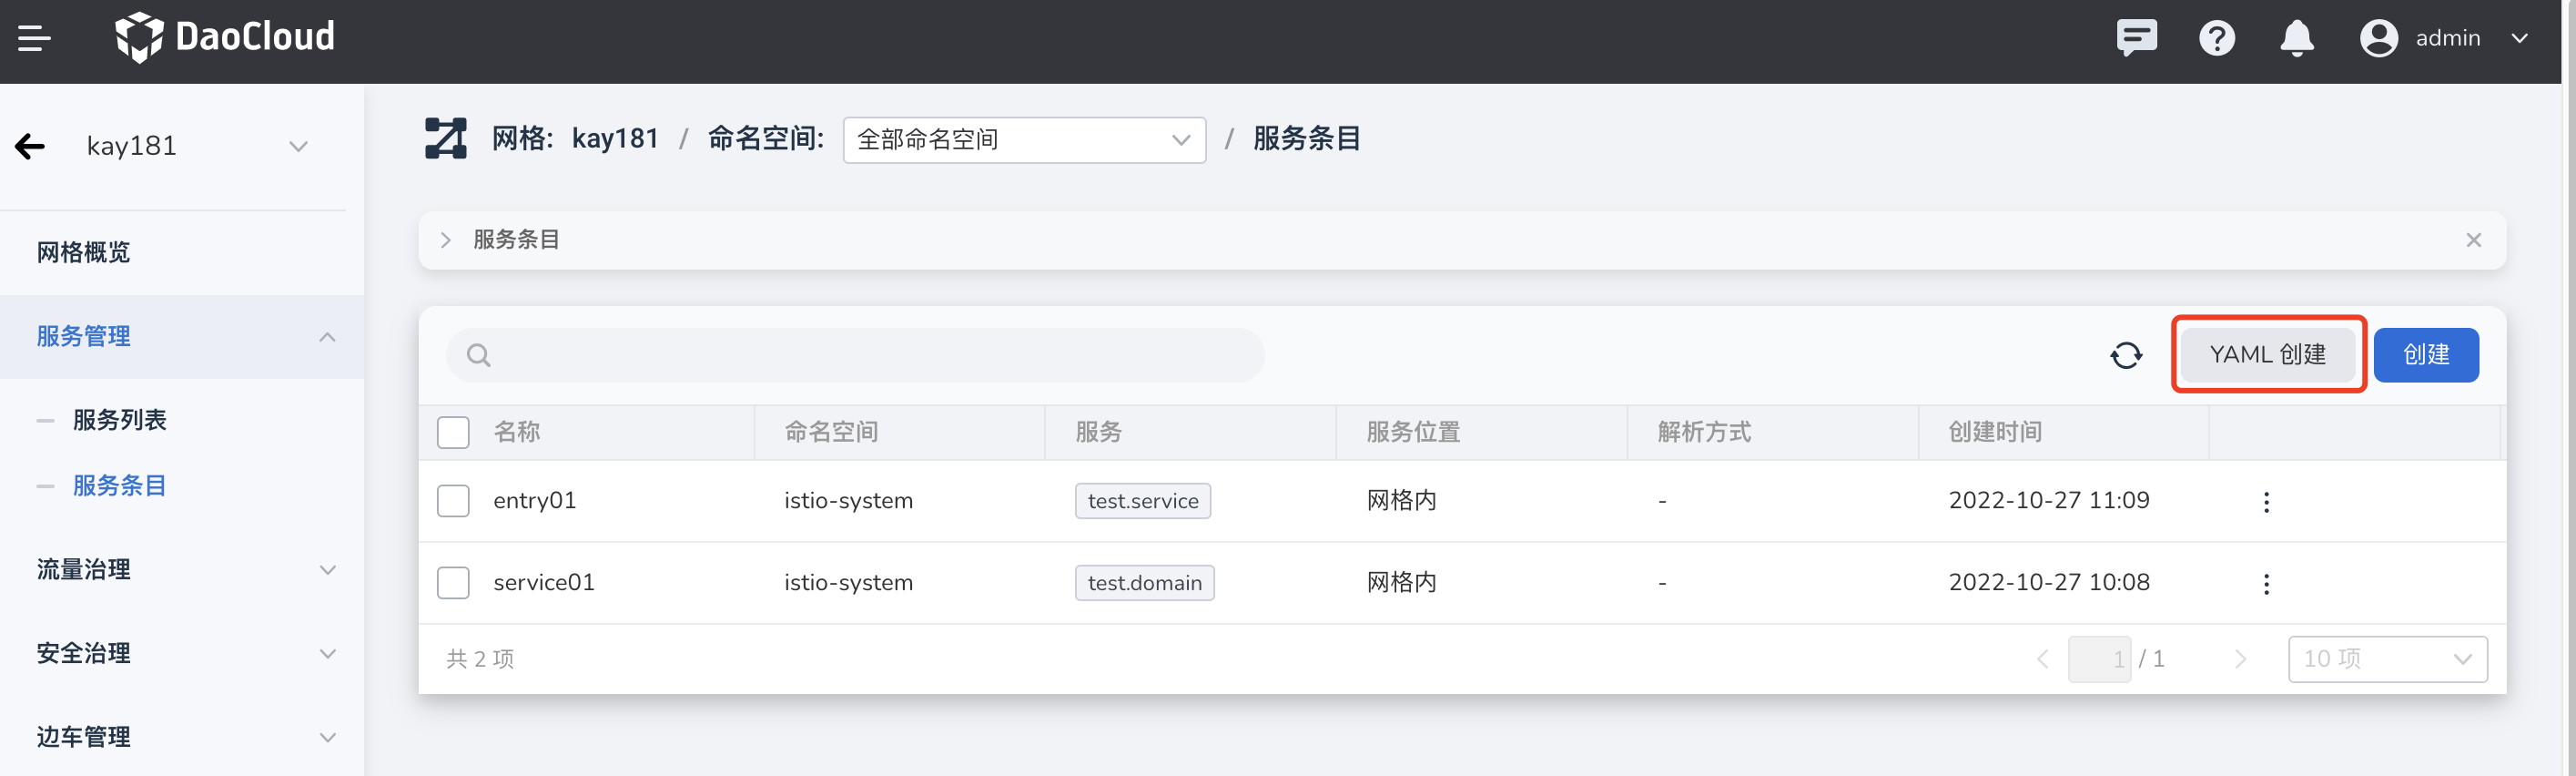 DaoCloud
admin
kay181
网格: kay181 / 命名空间: 全部命名空间 / 服务条目
网格概览
服务管理
服务列表
服务条目
流量治理
安全治理
边车管理
服务条目
YAML 创建
创建
名称 命名空间 服务 服务位置 解析方式 创建时间
entry01 istio-system test.service 网格内 - 2022-10-27 11:09
service01 istio-system test.domain 网格内 - 2022-10-27 10:08
共 2 项
1 / 1
10 项